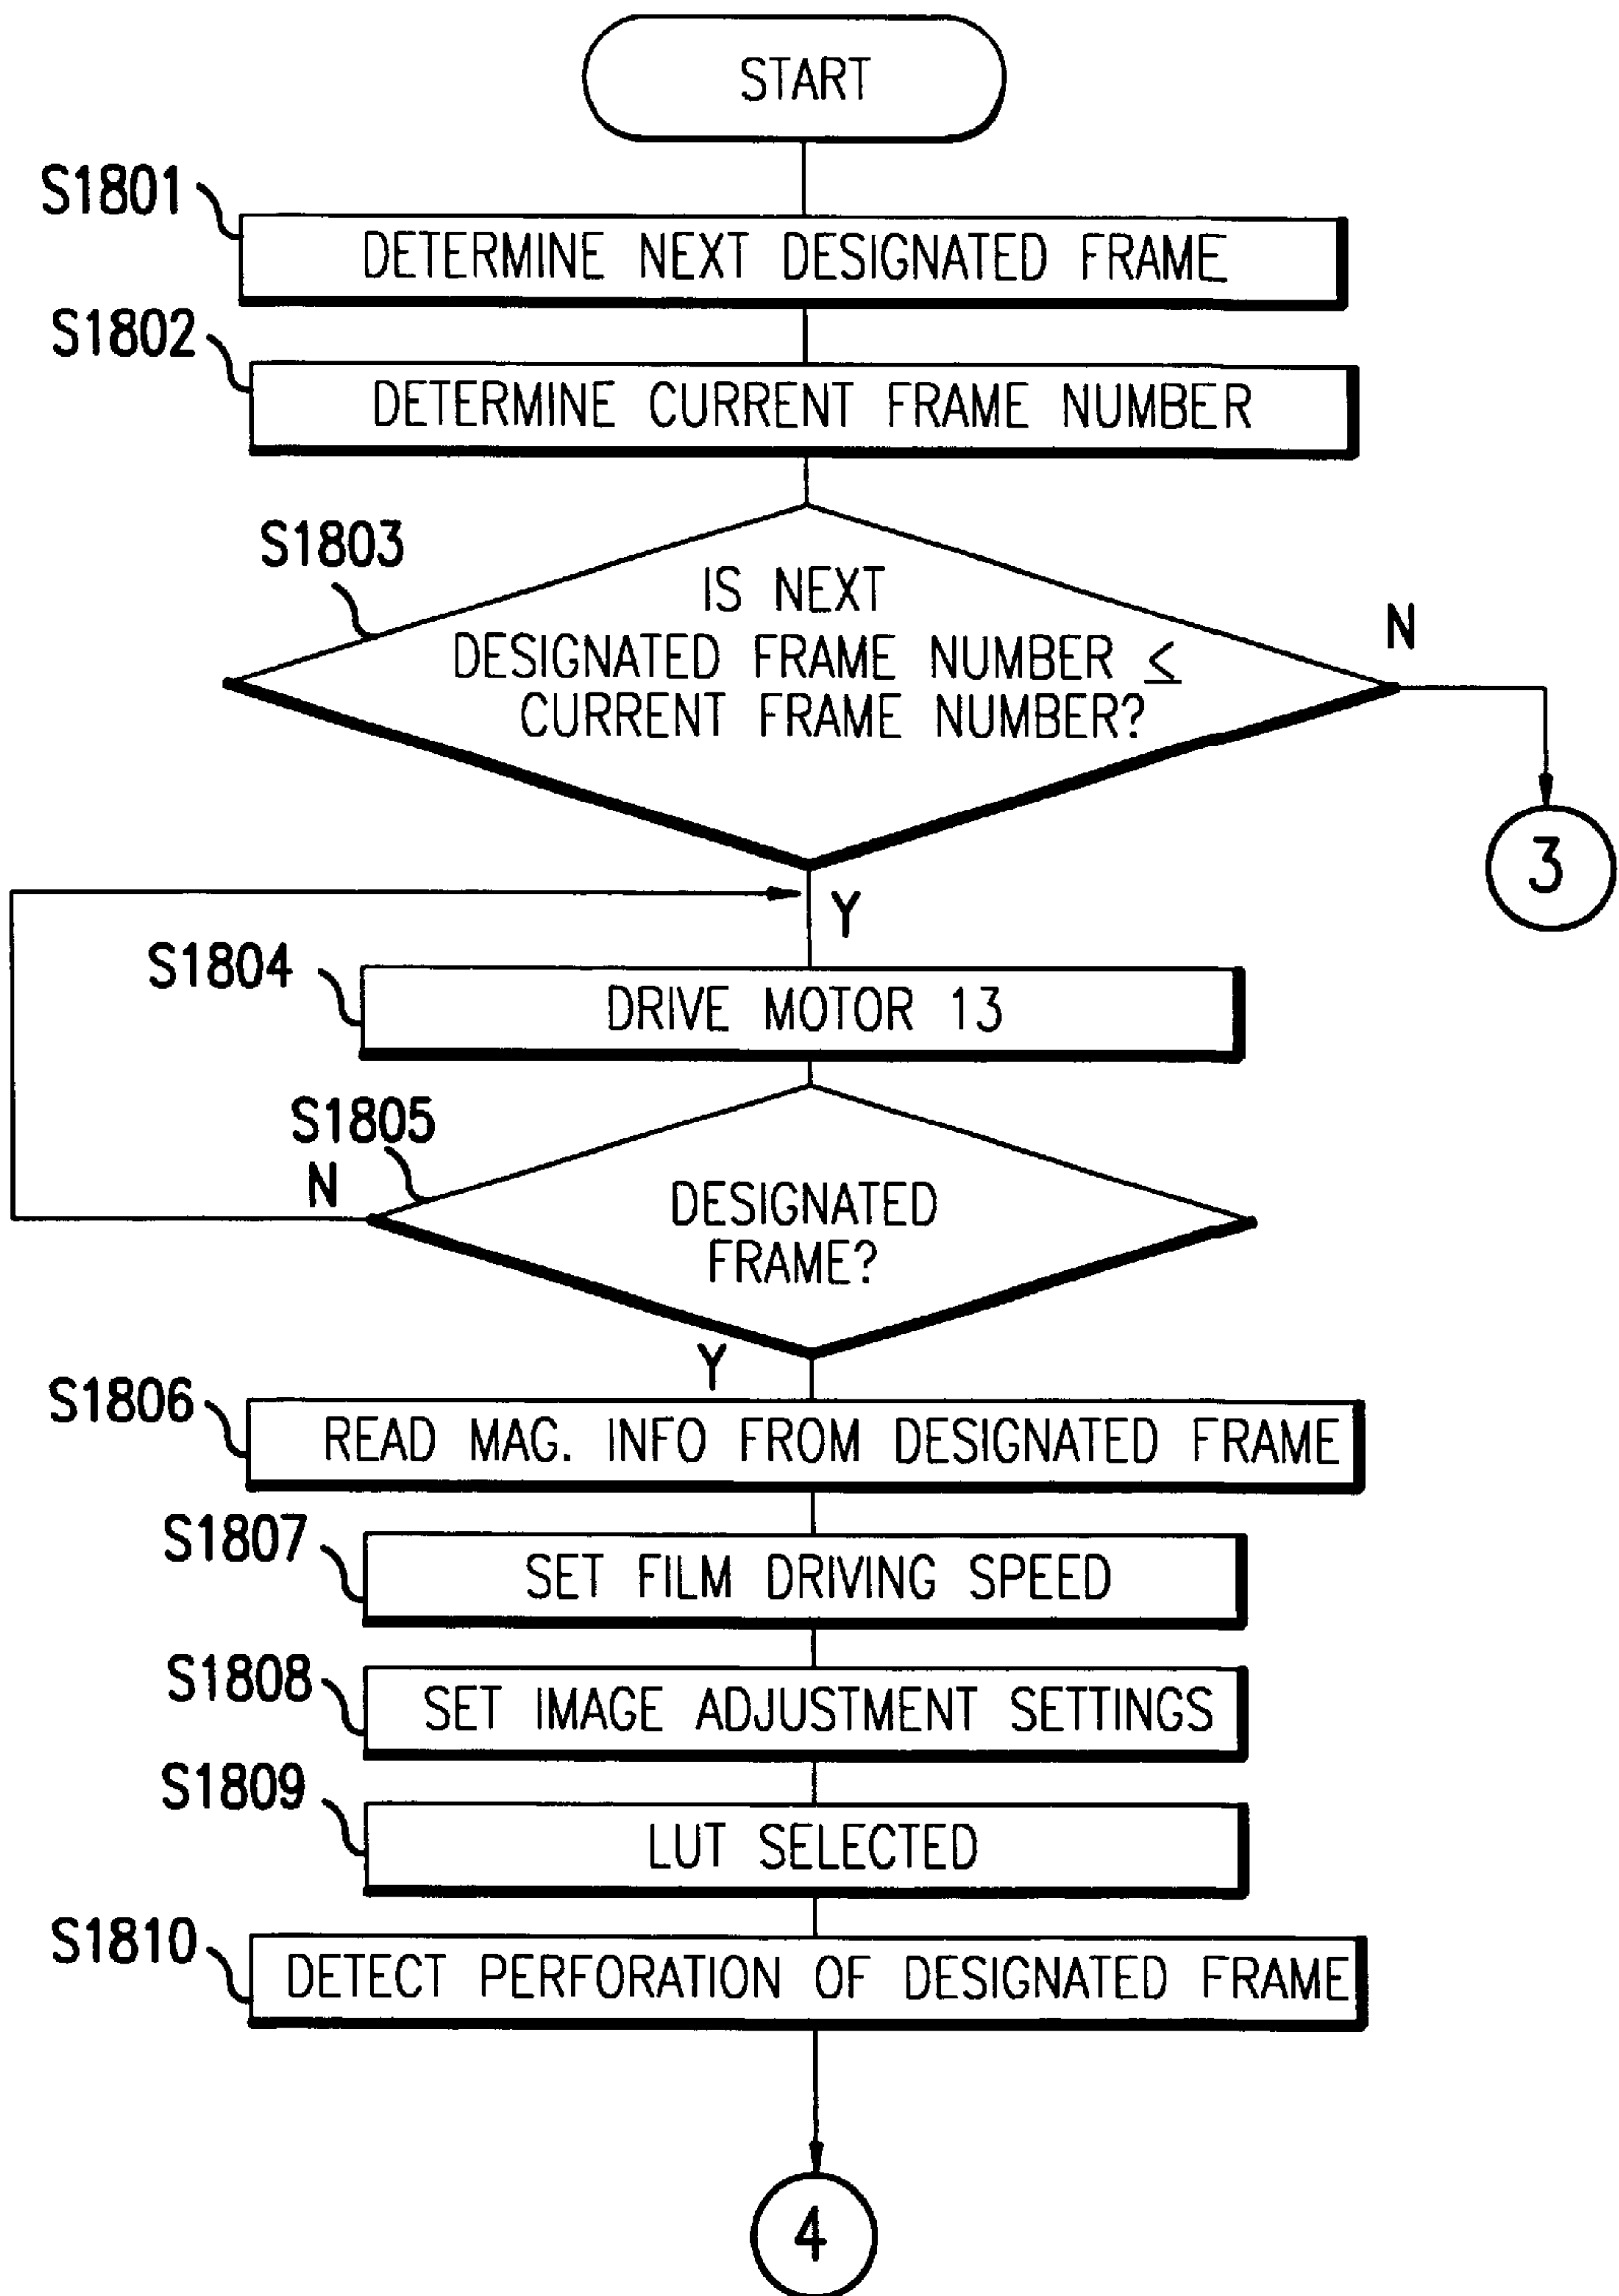 START
S1801
DETERMINE NEXT DESIGNATED FRAME
S1802
DETERMINE CURRENT FRAME NUMBER
S1803
IS NEXT
DESIGNATED FRAME NUMBER ≤
CURRENT FRAME NUMBER?
N
3
Y
S1804
DRIVE MOTOR 13
S1805
N
DESIGNATED
FRAME?
Y
S1806
READ MAG. INFO FROM DESIGNATED FRAME
S1807
SET FILM DRIVING SPEED
S1808
SET IMAGE ADJUSTMENT SETTINGS
S1809
LUT SELECTED
S1810
DETECT PERFORATION OF DESIGNATED FRAME
4